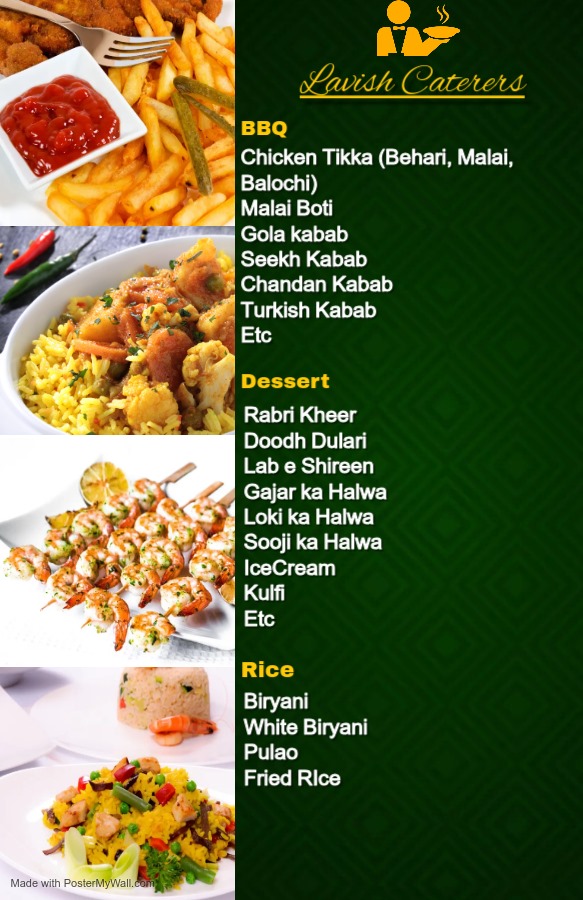 Lavish Caterers
BBQ
Chicken Tikka (Behari, Malai,
Balochi)
Malai Boti
Gola kabab
Seekh Kabab
Chandan Kabab
Turkish Kabab
Etc
Dessert
Rabri Kheer
Doodh Dulari
Lab e Shireen
Gajar ka Halwa
Loki ka Halwa
Sooji ka Halwa
IceCream
Kulfi
Etc
Rice
Biryani
White Biryani
Pulao
Fried RIce
Made with PosterMyWall.com